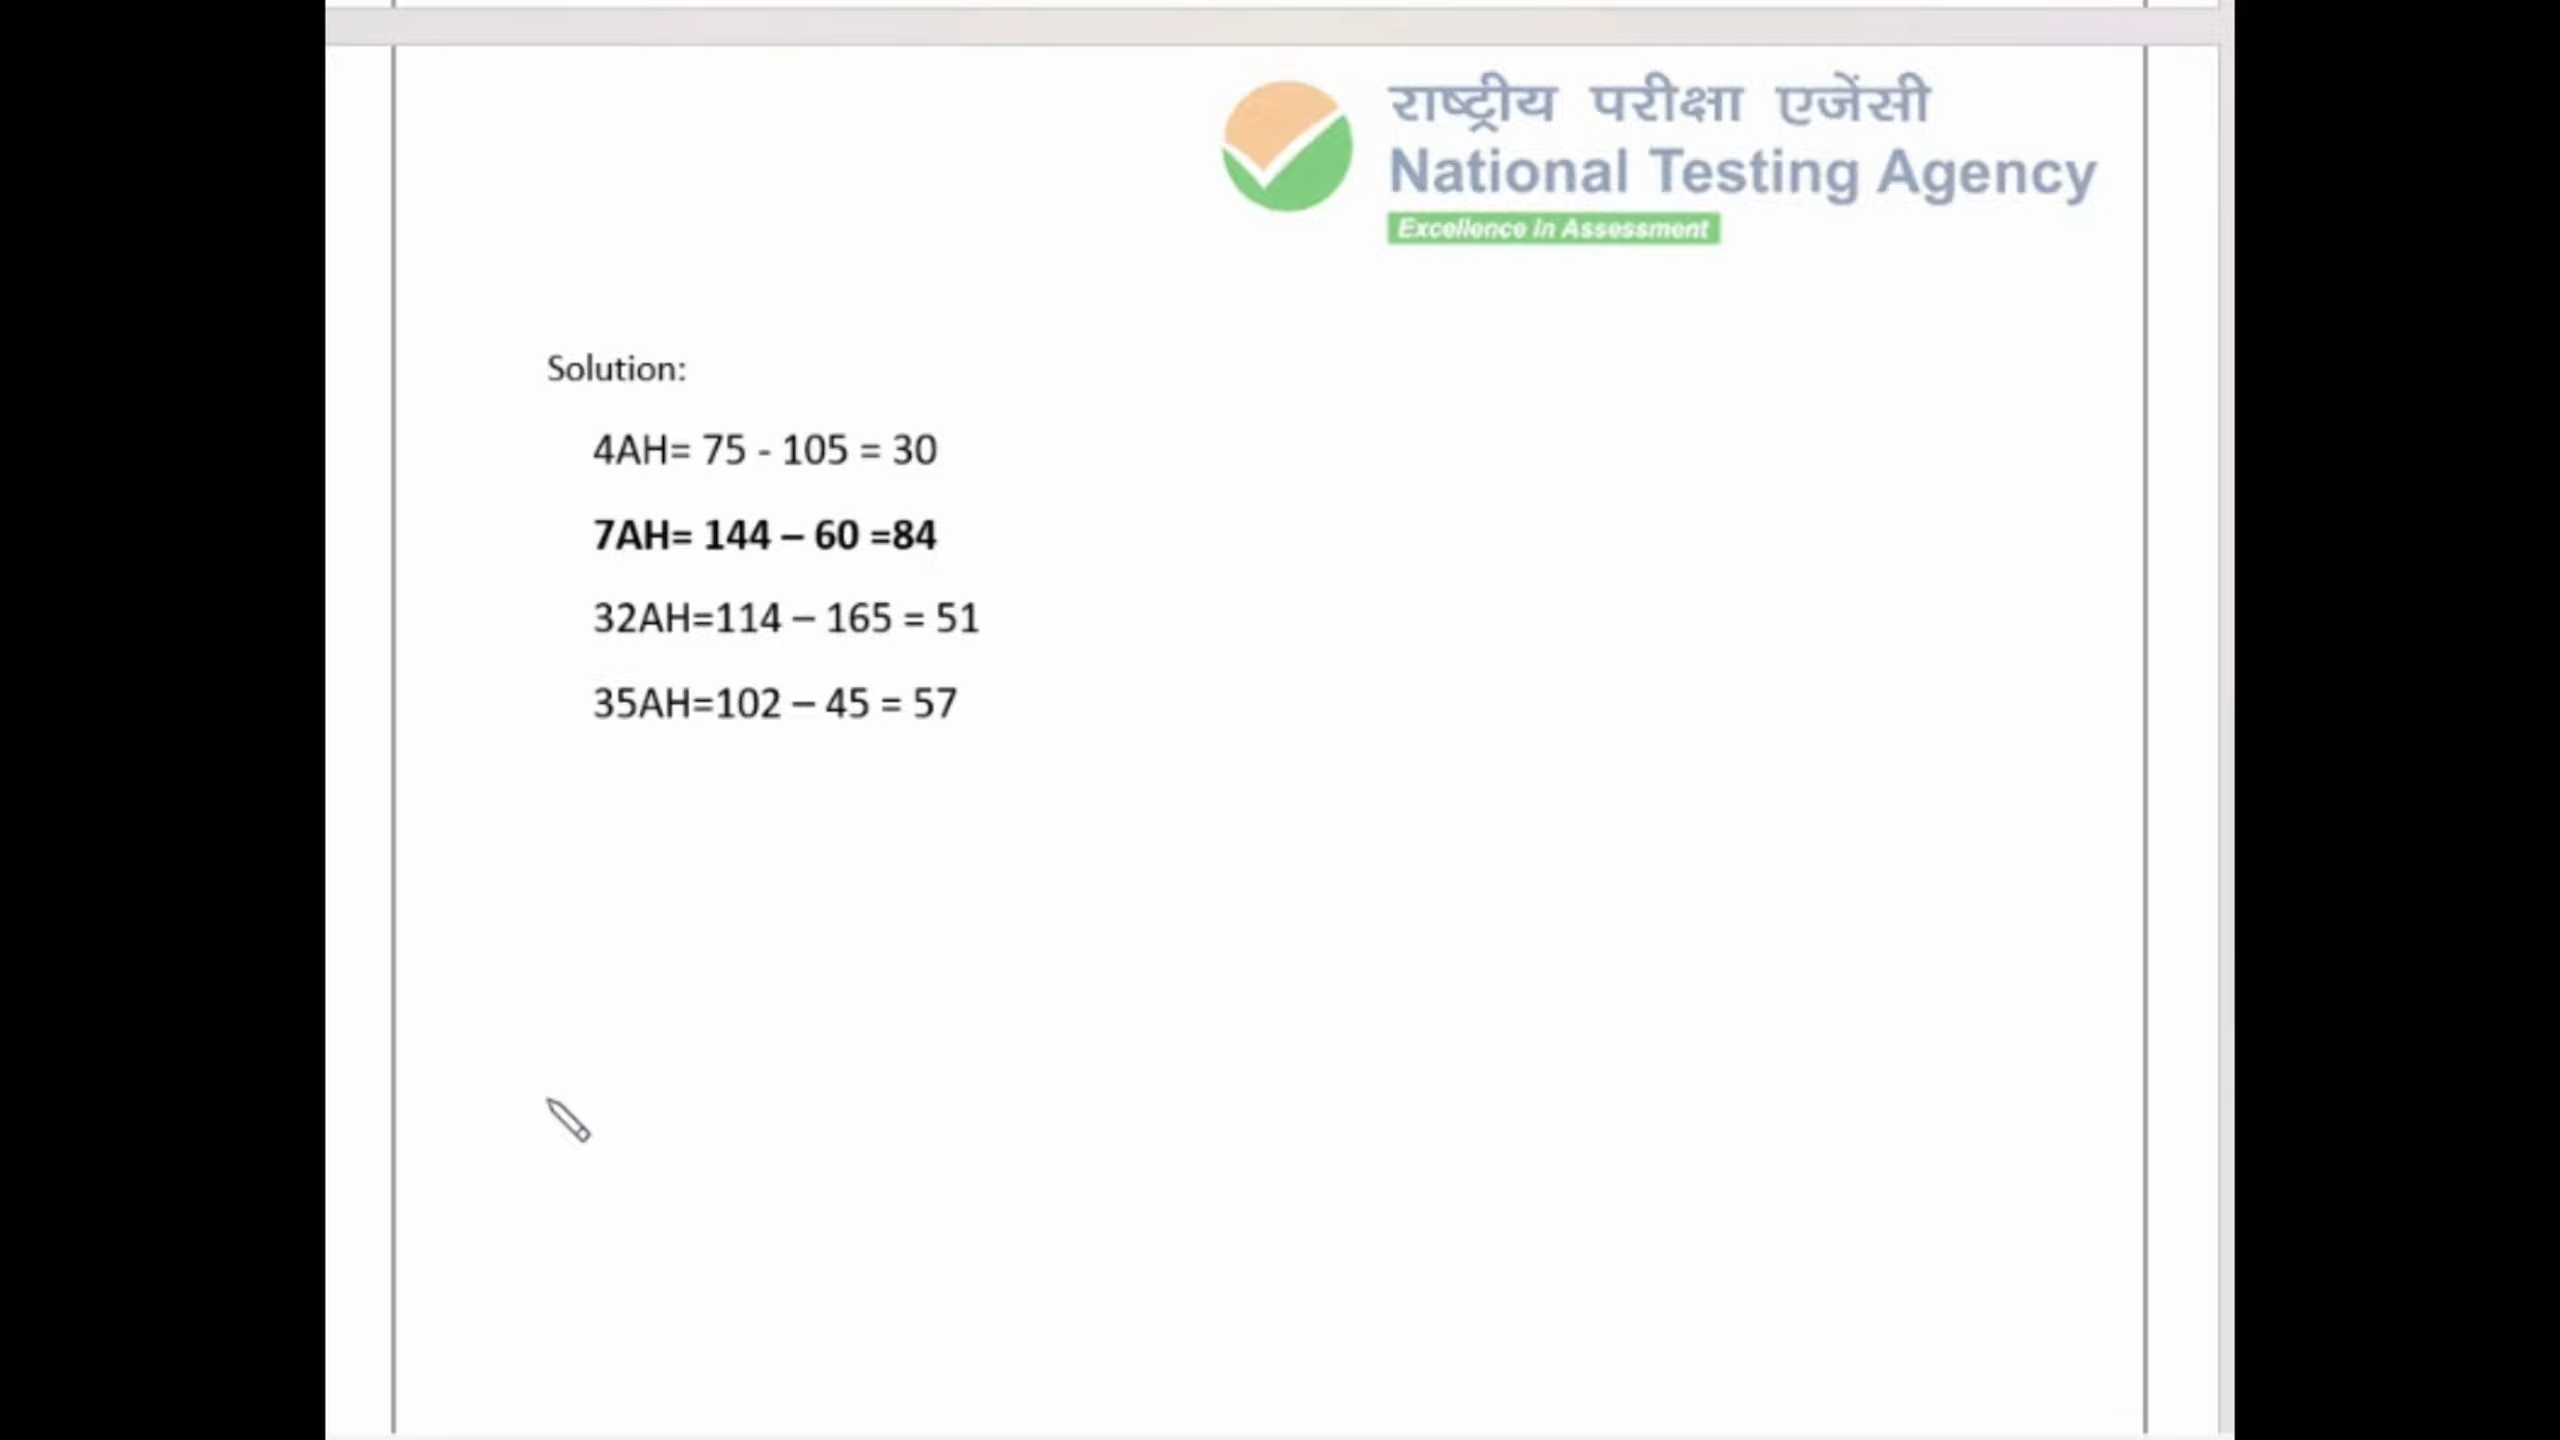 राष्ट्रीय परीक्षा एजेंसी
National Testing Agency
Excellence in Assessment
Solution:
4AH= 75 - 105 = 30
7AH= 144 – 60 =84
32AH=114 – 165 = 51
35AH=102 – 45 = 57